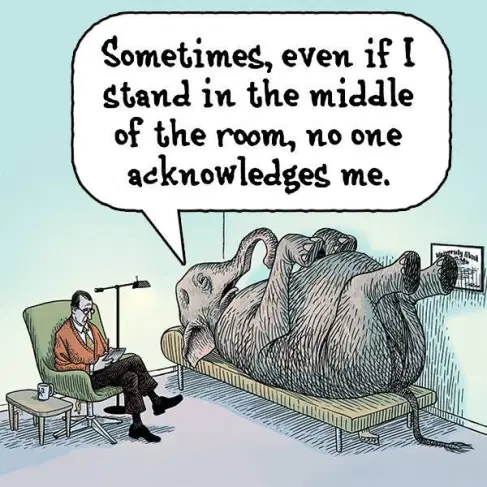 Sometimes, even if I
stand in the middle
of the room, no one
acknowledges me.